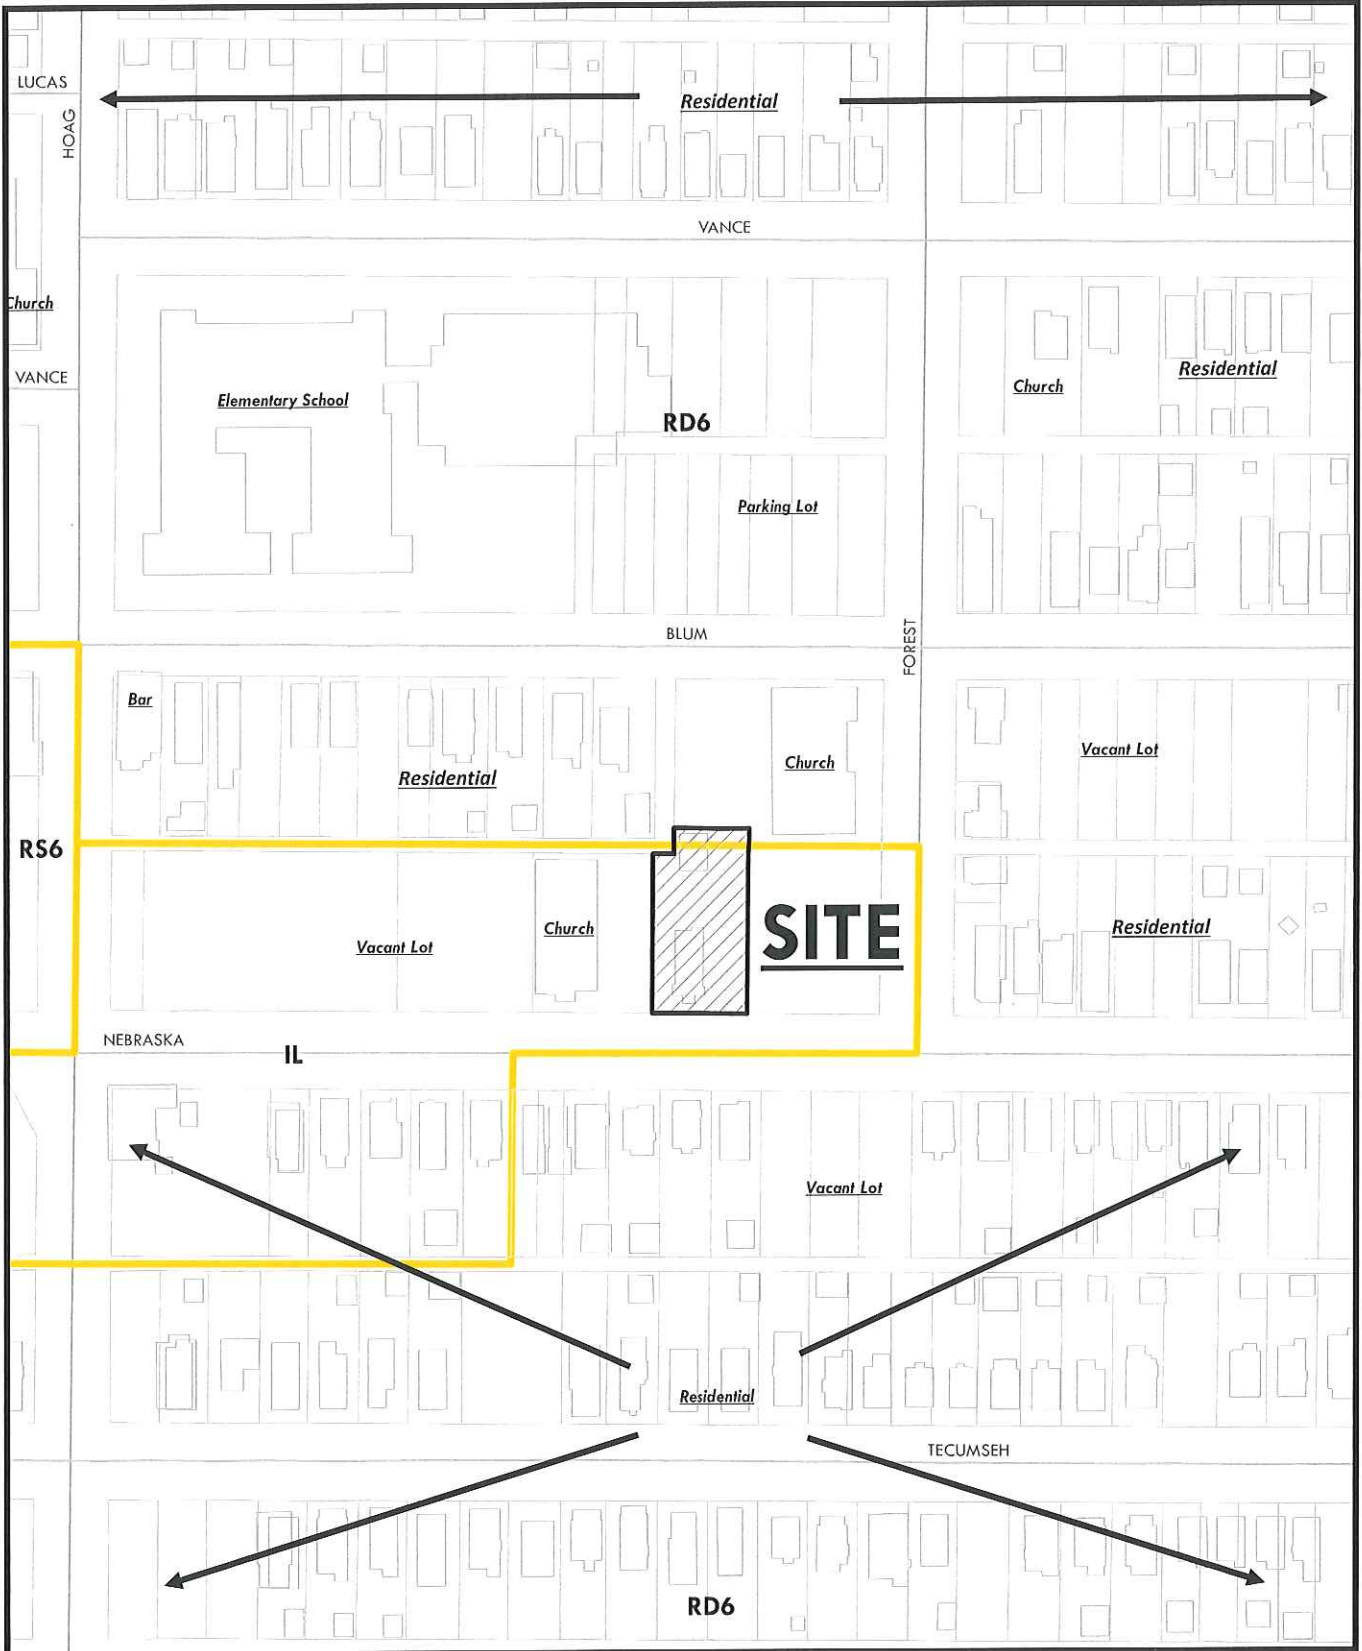 LUCAS
HOAG
Residential
VANCE
Church
VANCE
Elementary School
RD6
Church
Residential
Parking Lot
BLUM
FOREST
Bar
Residential
Church
Vacant Lot
RS6
Vacant Lot
Church
SITE
Residential
NEBRASKA
IL
Vacant Lot
Residential
TECUMSEH
RD6